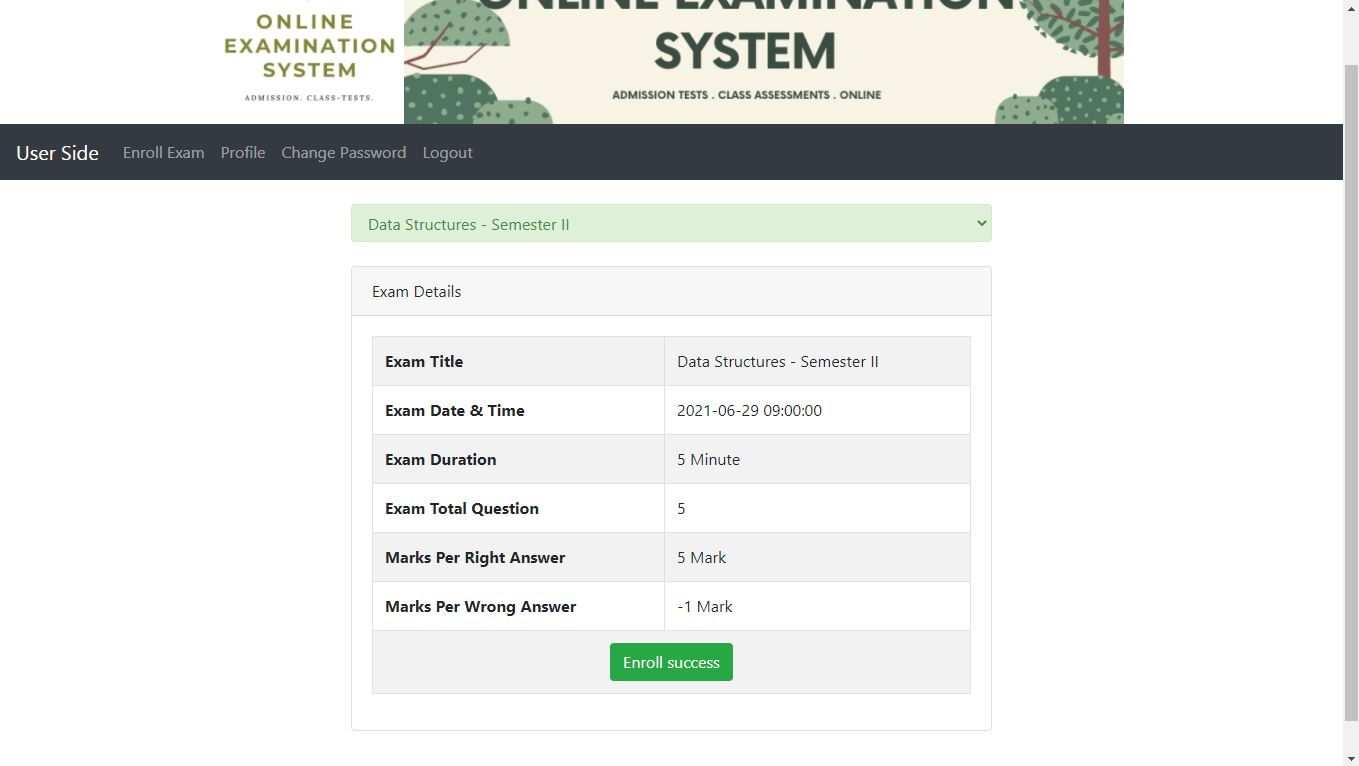 ONLINE
EXAMINATION
SYSTEM
ADMISSION. CLASS-TESTS.
ONLINE EXAMINATION
SYSTEM
ADMISSION TESTS . CLASS ASSESSMENTS . ONLINE
User Side Enroll Exam Profile Change Password Logout
Data Structures - Semester II
Exam Details
Exam Title Data Structures - Semester II
Exam Date & Time 2021-06-29 09:00:00
Exam Duration 5 Minute
Exam Total Question 5
Marks Per Right Answer 5 Mark
Marks Per Wrong Answer -1 Mark
Enroll success